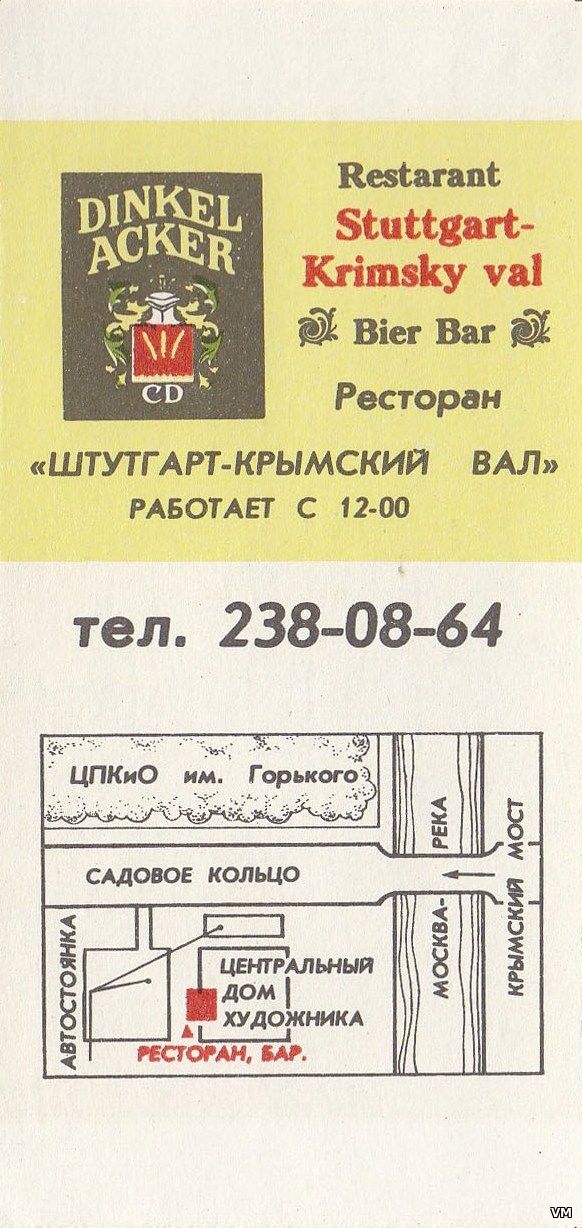 DINKEL
ACKER
CD
Restarant
Stuttgart-
Krimsky val
Bier Bar
Ресторан
«ШТУТГАРТ-КРЫМСКИЙ ВАЛ»
РАБОТАЕТ С 12-00
тел. 238-08-64
ЦПКиО им. Горького
САДОВОЕ КОЛЬЦО
МОСКВА-РЕКА
КРЫМСКИЙ МОСТ
АВТОСТОЯНКА
ЦЕНТРАЛЬНЫЙ
ДОМ
ХУДОЖНИКА
РЕСТОРАН, БАР.
VM